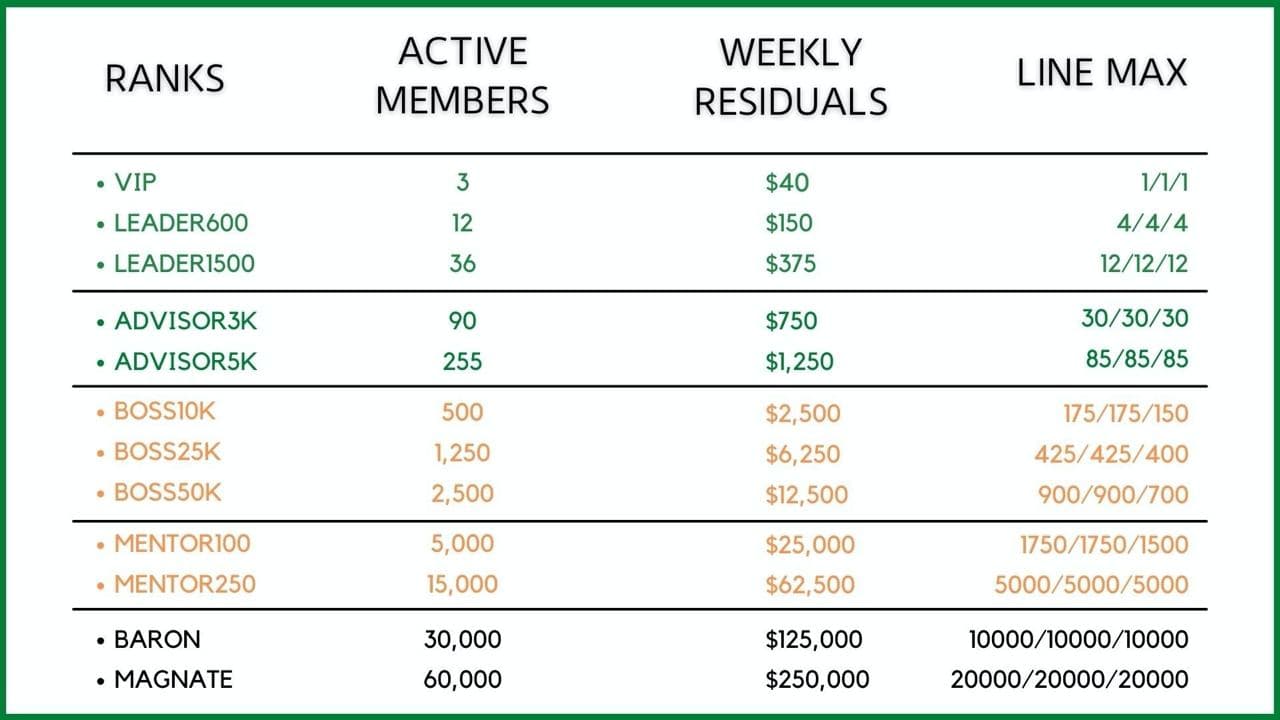 RANKS ACTIVE MEMBERS WEEKLY RESIDUALS LINE MAX
• VIP 3 $40 1/1/1
• LEADER600 12 $150 4/4/4
• LEADER1500 36 $375 12/12/12
• ADVISOR3K 90 $750 30/30/30
• ADVISOR5K 255 $1,250 85/85/85
• BOSS10K 500 $2,500 175/175/150
• BOSS25K 1,250 $6,250 425/425/400
• BOSS50K 2,500 $12,500 900/900/700
• MENTOR100 5,000 $25,000 1750/1750/1500
• MENTOR250 15,000 $62,500 5000/5000/5000
• BARON 30,000 $125,000 10000/10000/10000
• MAGNATE 60,000 $250,000 20000/20000/20000